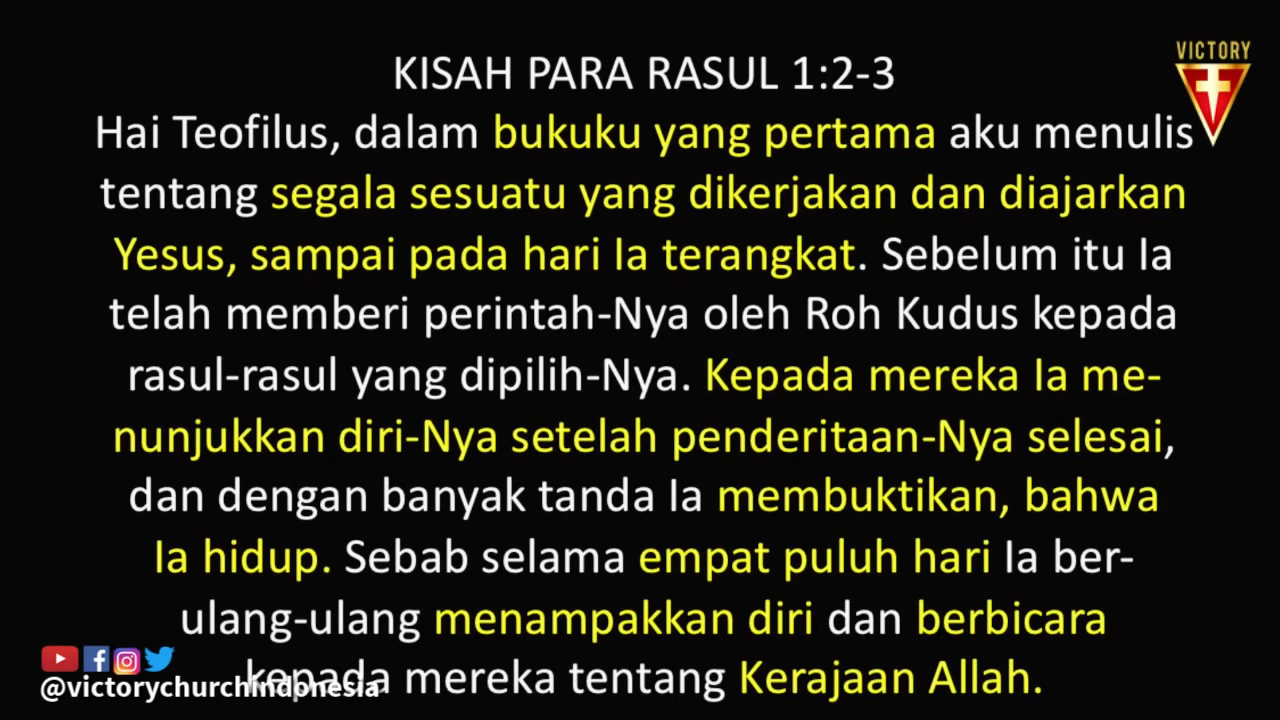 VICTORY
KISAH PARA RASUL 1:2-3
Hai Teofilus, dalam bukuku yang pertama aku menulis
tentang segala sesuatu yang dikerjakan dan diajarkan
Yesus, sampai pada hari Ia terangkat. Sebelum itu Ia
telah memberi perintah-Nya oleh Roh Kudus kepada
rasul-rasul yang dipilih-Nya. Kepada mereka Ia me-
nunjukkan diri-Nya setelah penderitaan-Nya selesai,
dan dengan banyak tanda Ia membuktikan, bahwa
Ia hidup. Sebab selama empat puluh hari Ia ber-
ulang-ulang menampakkan diri dan berbicara
kepada mereka tentang Kerajaan Allah.
@victorychurchindonesia